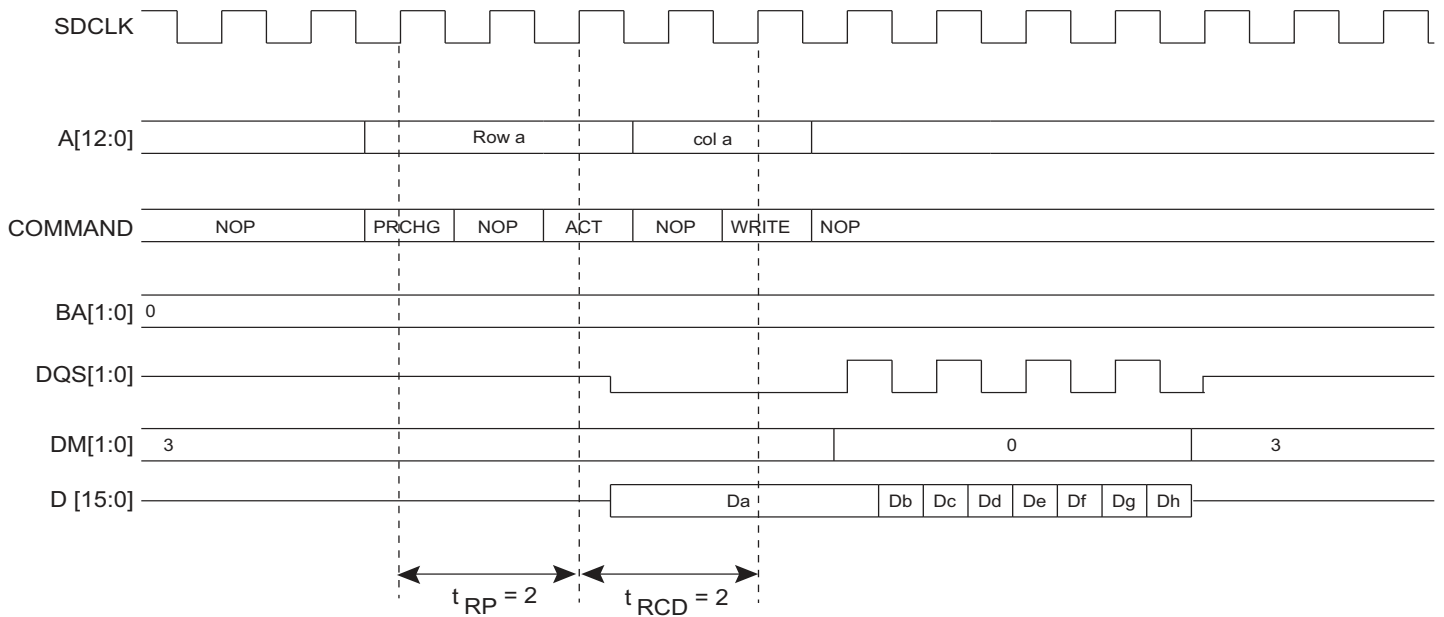 SDCLK
A[12:0] Row a col a
COMMAND NOP PRCHG NOP ACT NOP WRITE NOP
BA[1:0] 0
DQS[1:0]
DM[1:0] 3 0 3
D [15:0] Da Db Dc Dd De Df Dg Dh
t RP = 2 t RCD = 2